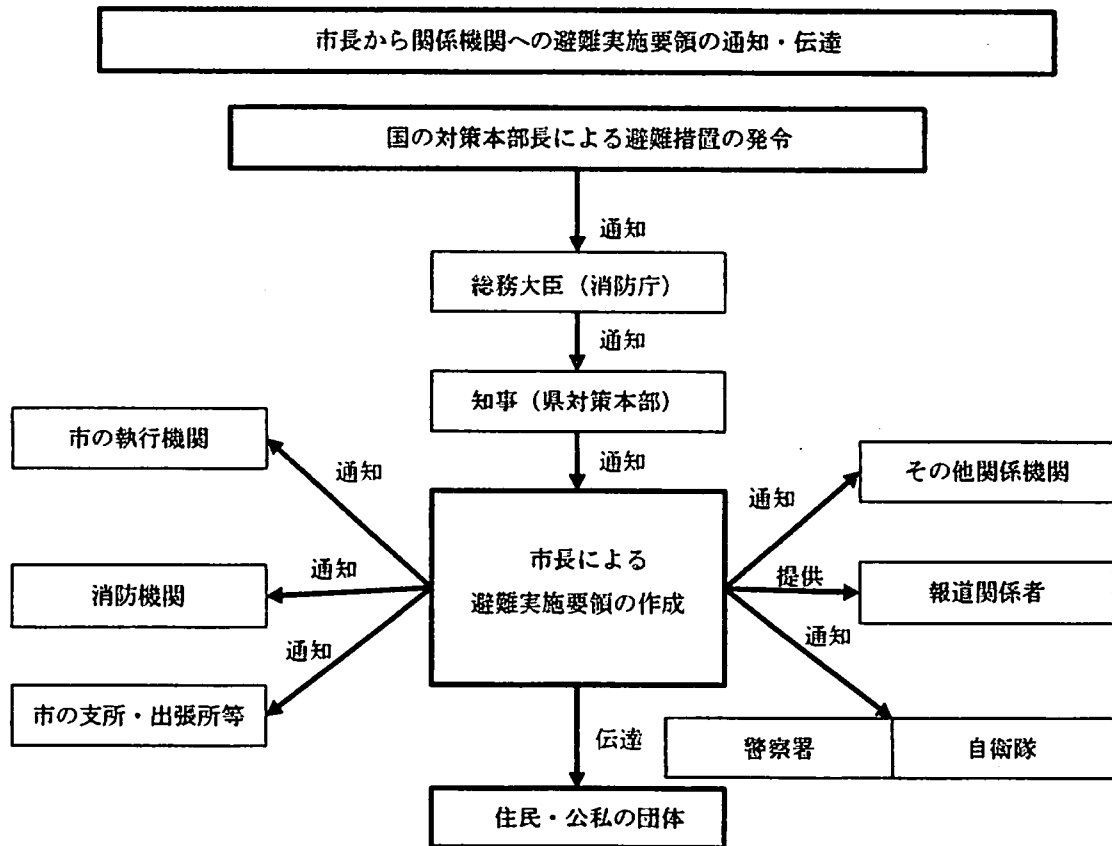 市長から関係機関への避難実施要領の通知・伝達
国の対策本部長による避難措置の発令
通知
総務大臣（消防庁）
通知
知事（県対策本部）
通知
市の執行機関
通知
その他関係機関
通知
市長による
避難実施要領の作成
消防機関
通知
報道関係者
提供
市の支所・出張所等
通知
警察署
自衛隊
通知
伝達
住民・公私の団体